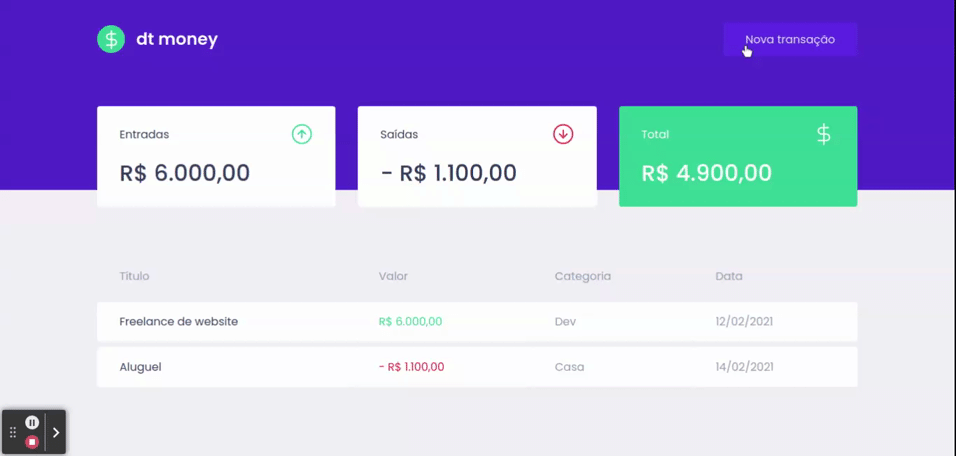 dt money
Nova transação
Entradas
R$ 6.000,00
Saídas
- R$ 1.100,00
Total
R$ 4.900,00
Título Valor Categoria Data
Freelance de website R$ 6.000,00 Dev 12/02/2021
Aluguel - R$ 1.100,00 Casa 14/02/2021